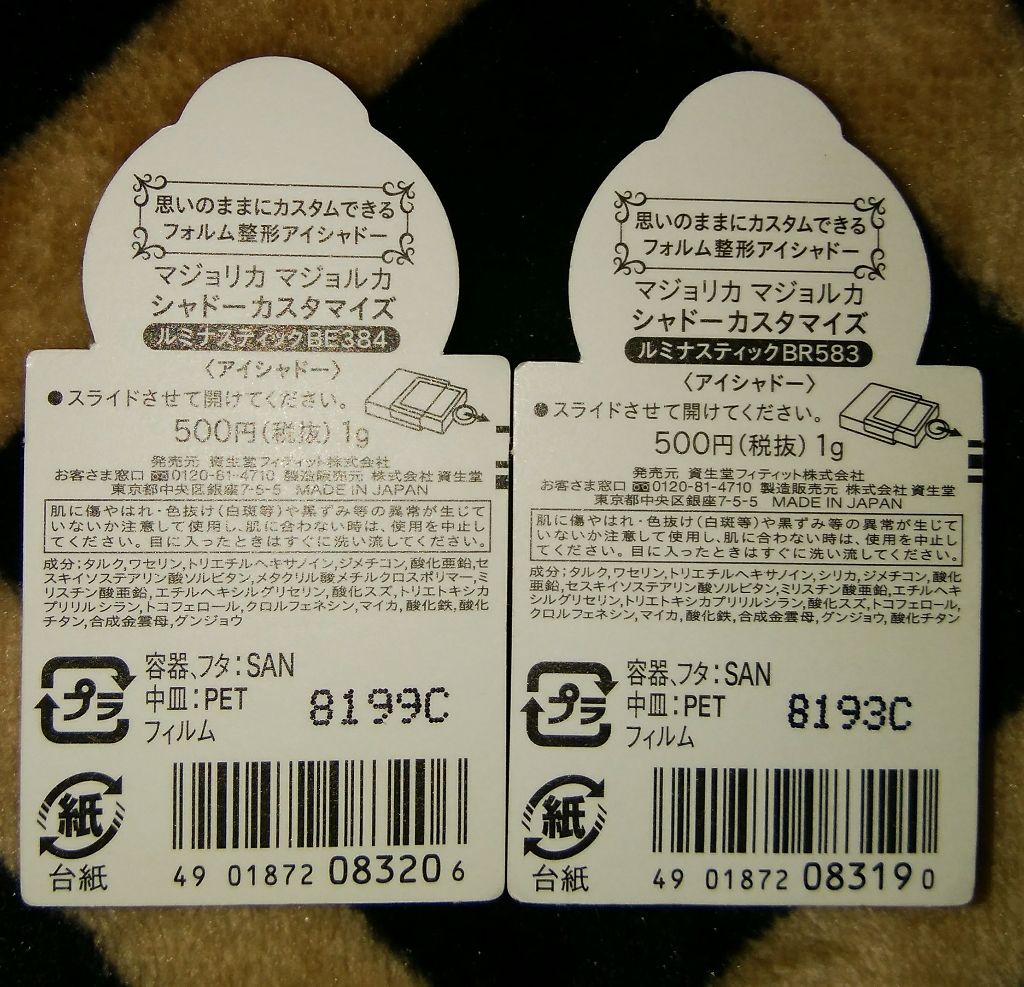 思いのままにカスタムできる
フォルム整形アイシャドー
マジョリカ マジョルカ
シャドーカスタマイズ
ルミナスティックBE384
〈アイシャドー〉
●スライドさせて開けてください。
500円(税抜) 1g
発売元 資生堂フィティット株式会社
お客さま窓口 0120-81-4710 製造販売元 株式会社 資生堂
東京都中央区銀座7-5-5 MADE IN JAPAN
肌に傷やはれ・色抜け(白斑等)や黒ずみ等の異常が生じて
いないか注意して使用し、肌に合わない時は、使用を中止し
てください。目に入ったときはすぐに洗い流してください。
成分:タルク,ワセリン,トリエチルヘキサノイン,ジメチコン,酸化亜鉛,セ
スキイソステアリン酸ソルビタン,メタクリル酸メチルクロスポリマー,ミ
リスチン酸亜鉛,エチルヘキシルグリセリン,酸化スズ,トリエトキシカ
プリリルシラン,トコフェロール,クロルフェネシン,マイカ,酸化鉄,酸化
チタン,合成金雲母,グンジョウ
プラ
容器、フタ:SAN
中皿:PET
フィルム
8199C
紙
台紙
49 01872 08320 6
思いのままにカスタムできる
フォルム整形アイシャドー
マジョリカ マジョルカ
シャドーカスタマイズ
ルミナスティックBR583
〈アイシャドー〉
●スライドさせて開けてください。
500円(税抜) 1g
発売元 資生堂フィティット株式会社
お客さま窓口 0120-81-4710 製造販売元 株式会社 資生堂
東京都中央区銀座7-5-5 MADE IN JAPAN
肌に傷やはれ・色抜け(白斑等)や黒ずみ等の異常が生じて
いないか注意して使用し、肌に合わない時は、使用を中止し
てください。目に入ったときはすぐに洗い流してください。
成分:タルク,ワセリン,トリエチルヘキサノイン,シリカ,ジメチコン,酸化
亜鉛,セスキイソステアリン酸ソルビタン,ミリスチン酸亜鉛,エチルヘキ
シルグリセリン,トリエトキシカプリリルシラン,酸化スズ,トコフェロール,
クロルフェネシン,マイカ,酸化鉄,合成金雲母,グンジョウ,酸化チタン
プラ
容器、フタ:SAN
中皿:PET
フィルム
8193C
紙
台紙
49 01872 08319 0